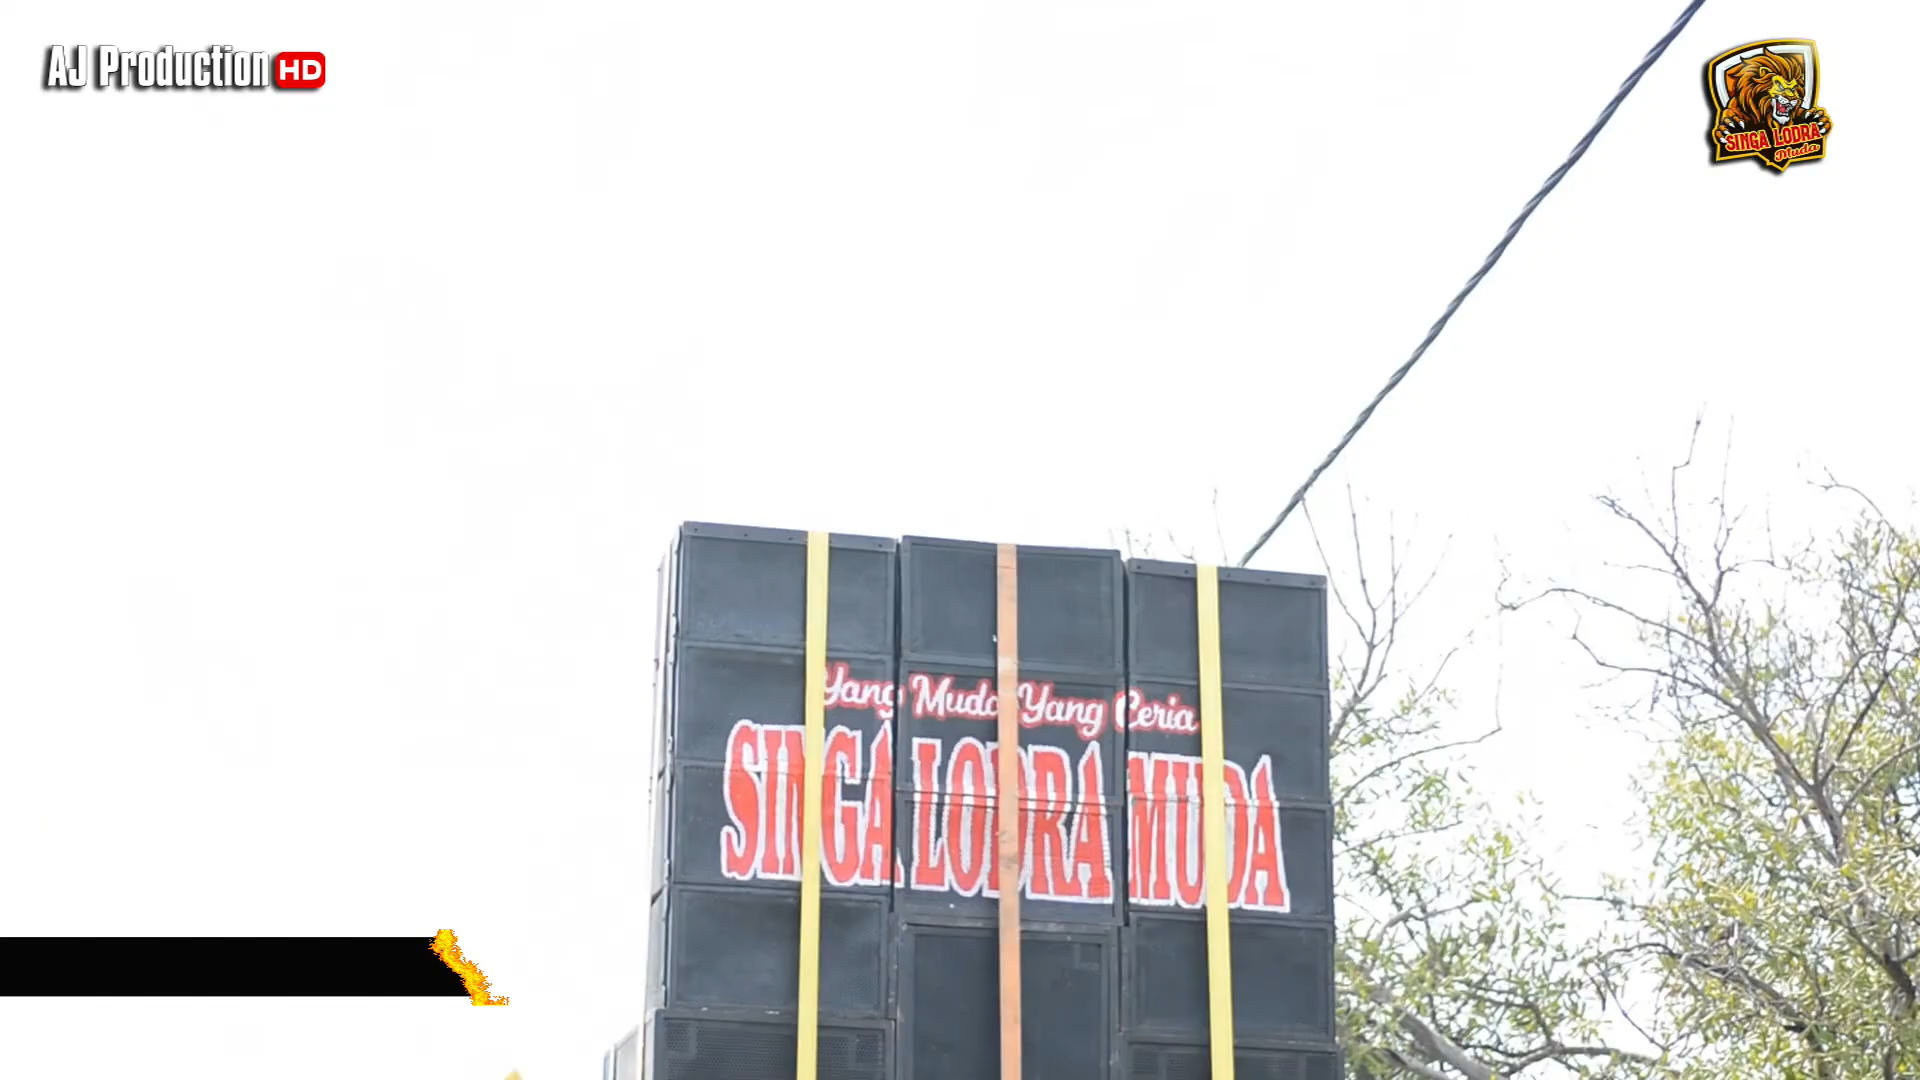 AJ Production HD
SINGA LODRA
Muda
Yang Muda Yang Ceria
SINGA LODRA MUDA